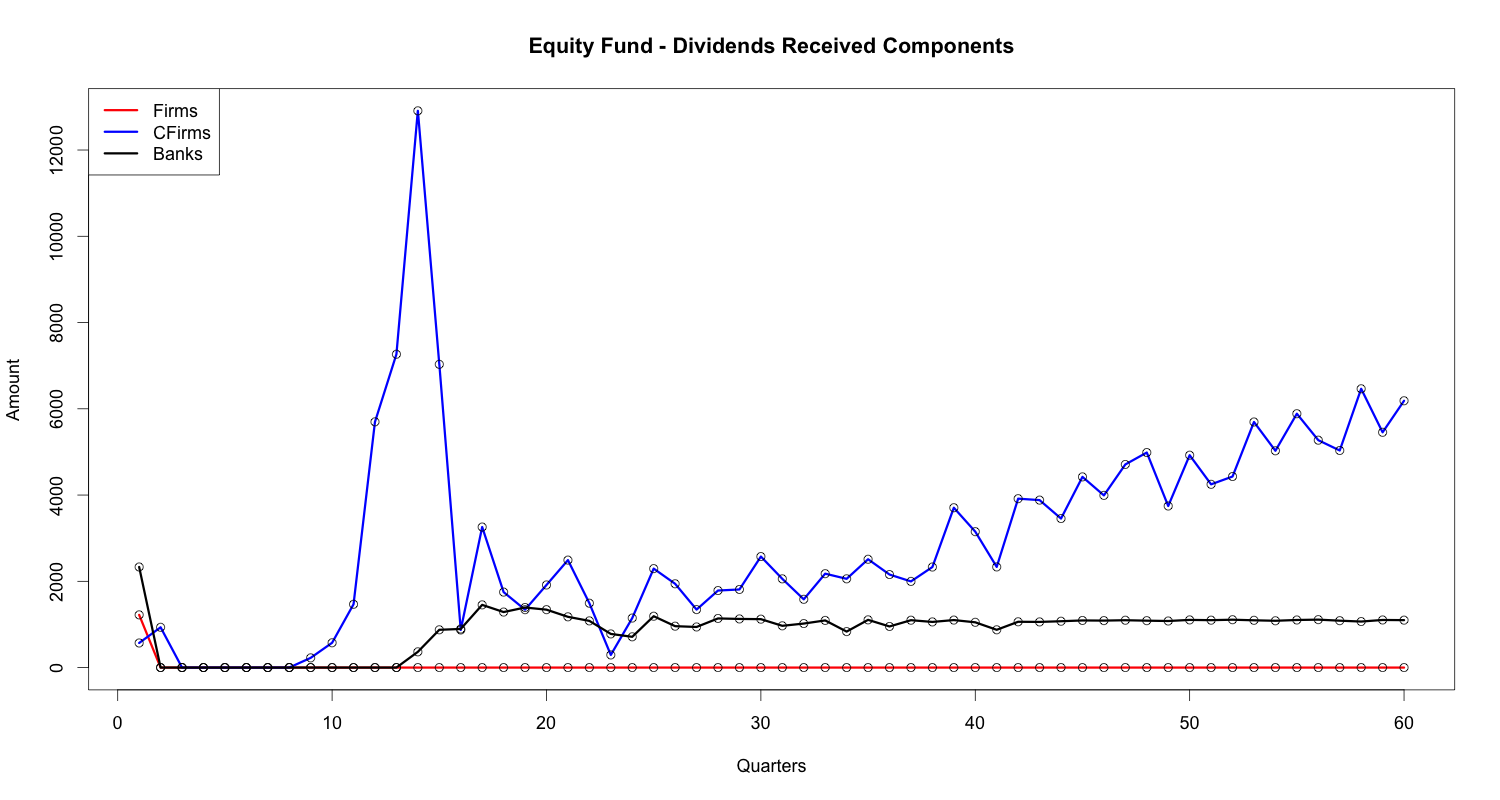 Equity Fund - Dividends Received Components
Firms
CFirms
Banks
Amount
12000
10000
8000
6000
4000
2000
0
0 10 20 30 40 50 60
Quarters